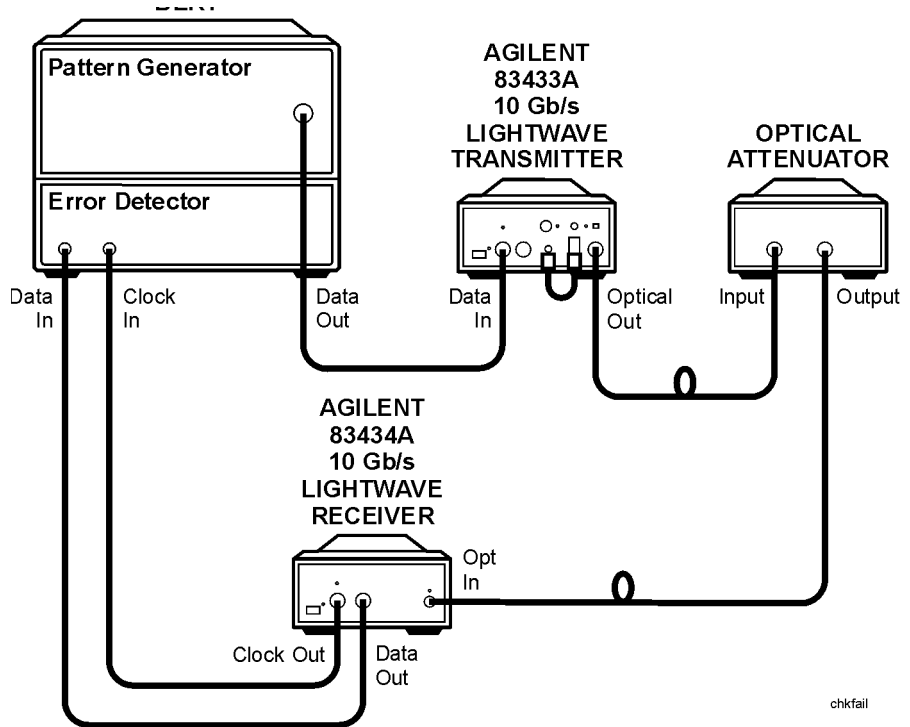 Pattern Generator
Error Detector
Data
In
Clock
In
Data
Out
AGILENT
83433A
10 Gb/s
LIGHTWAVE
TRANSMITTER
Data
In
Optical
Out
OPTICAL
ATTENUATOR
Input
Output
AGILENT
83434A
10 Gb/s
LIGHTWAVE
RECEIVER
Opt
In
Clock Out
Data
Out
chkfail